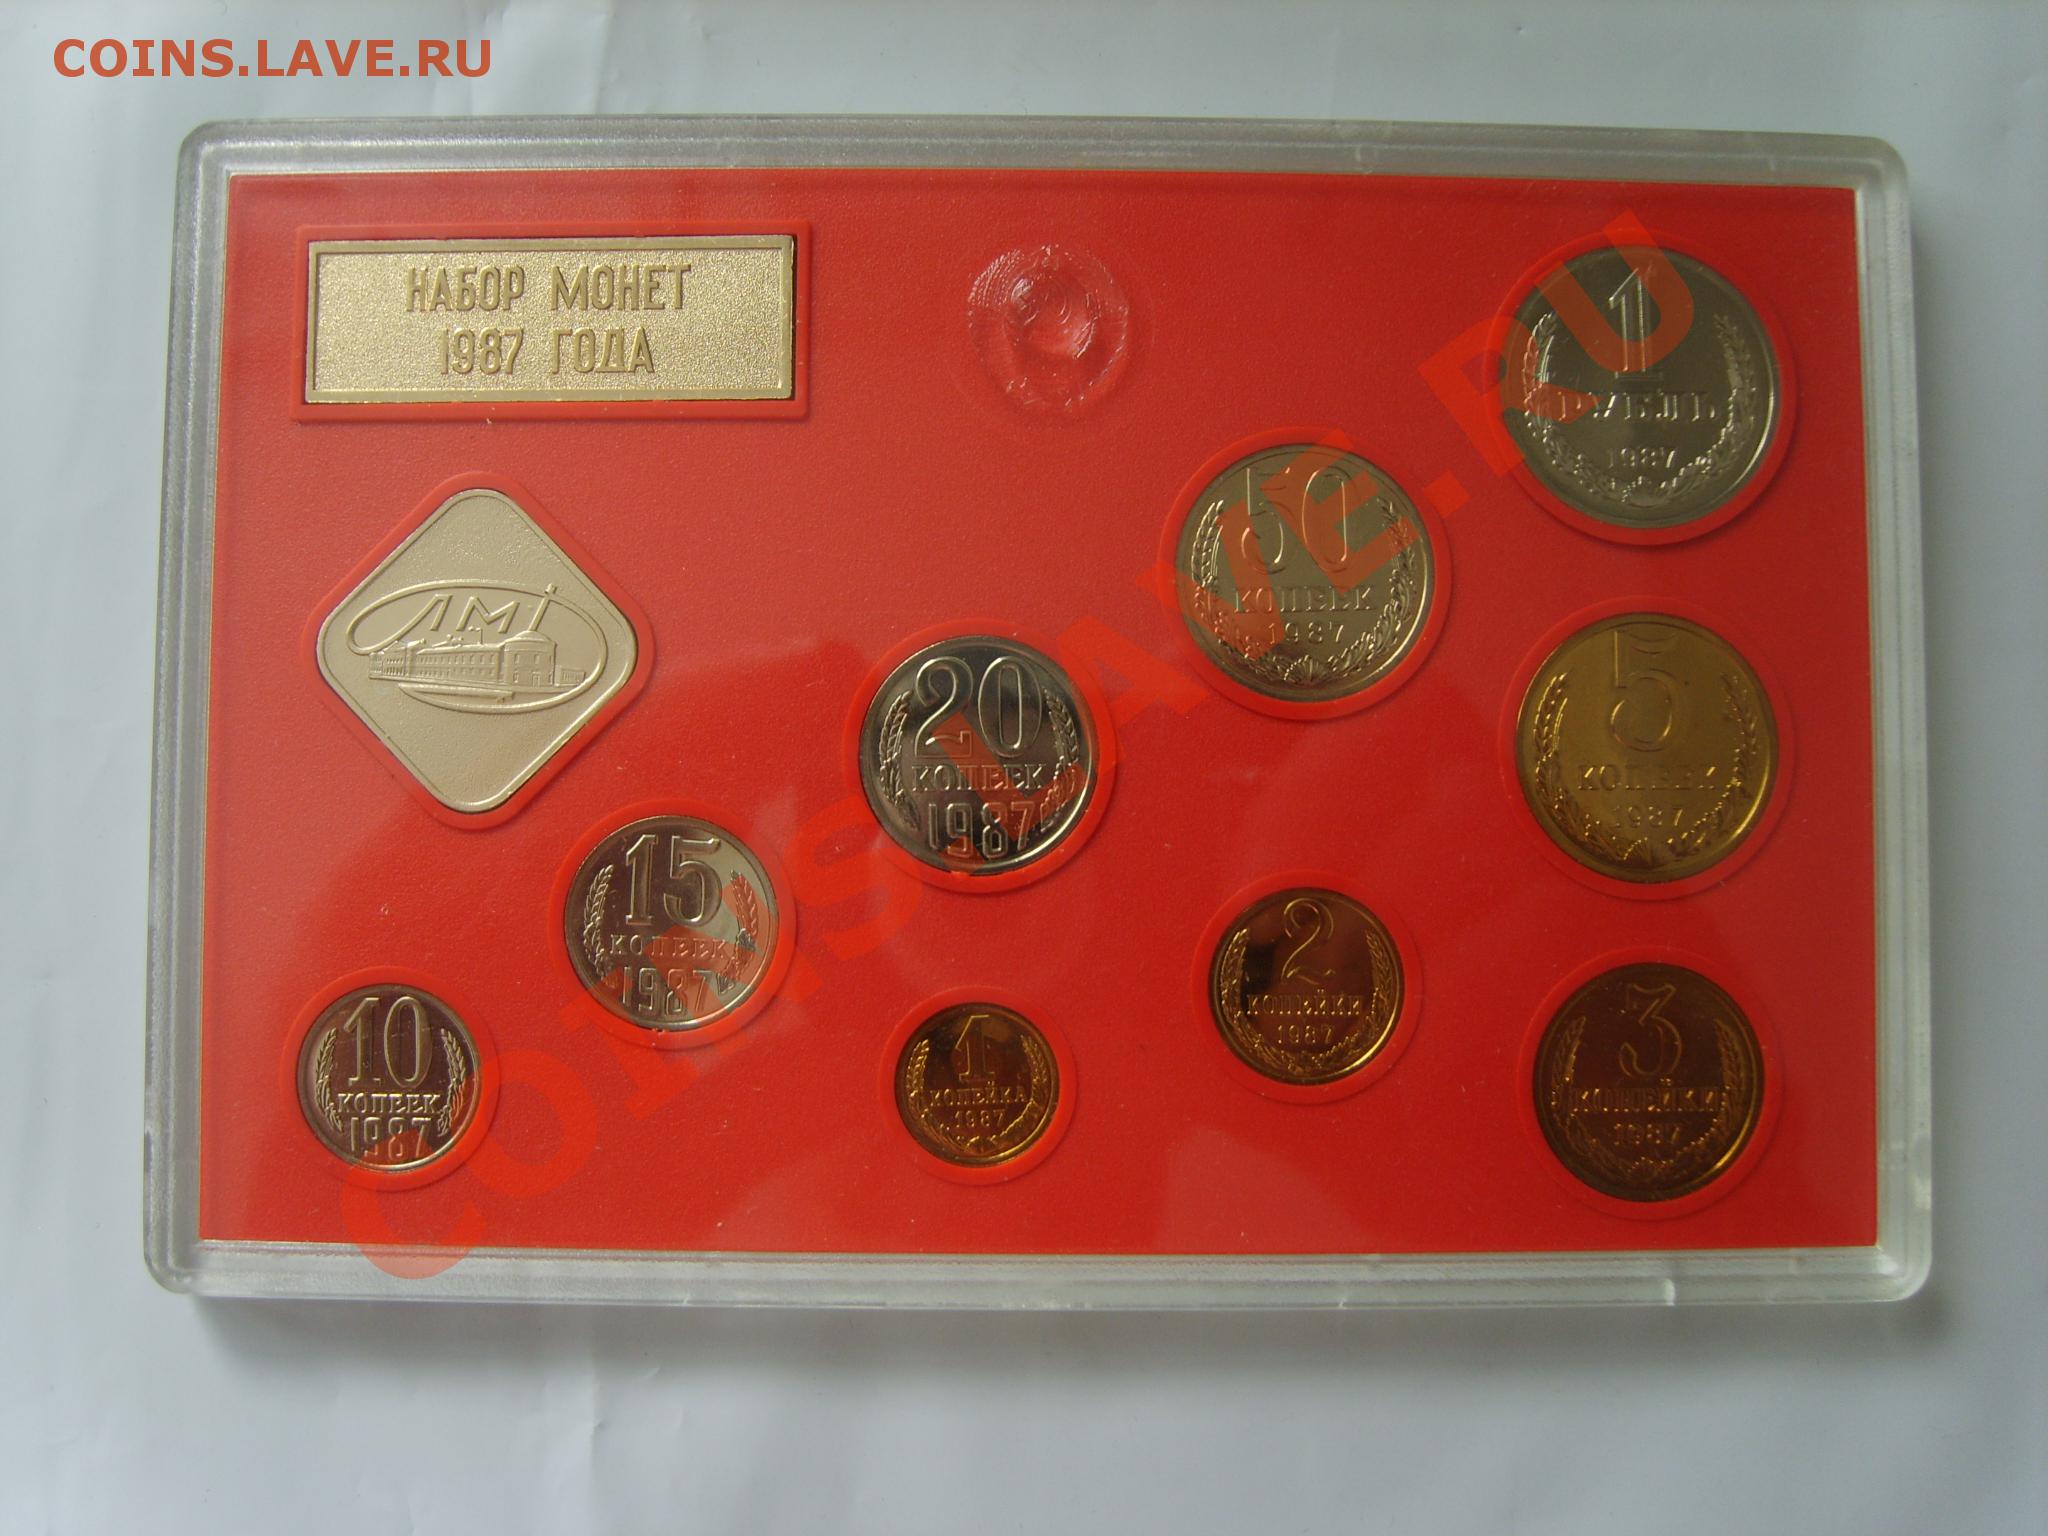 COINS.LAVE.RU
НАБОР МОНЕТ
1987 ГОДА
1
РУБЛЬ
1987
50
КОПЕЕК
1987
ЛМД
20
КОПЕЕК
1987
5
КОПЕЕК
1987
15
КОПЕЕК
1987
2
КОПЕЙКИ
1987
10
КОПЕЕК
1987
1
КОПЕЙКА
1987
3
КОПЕЙКИ
1987
COINS.LAVE.RU